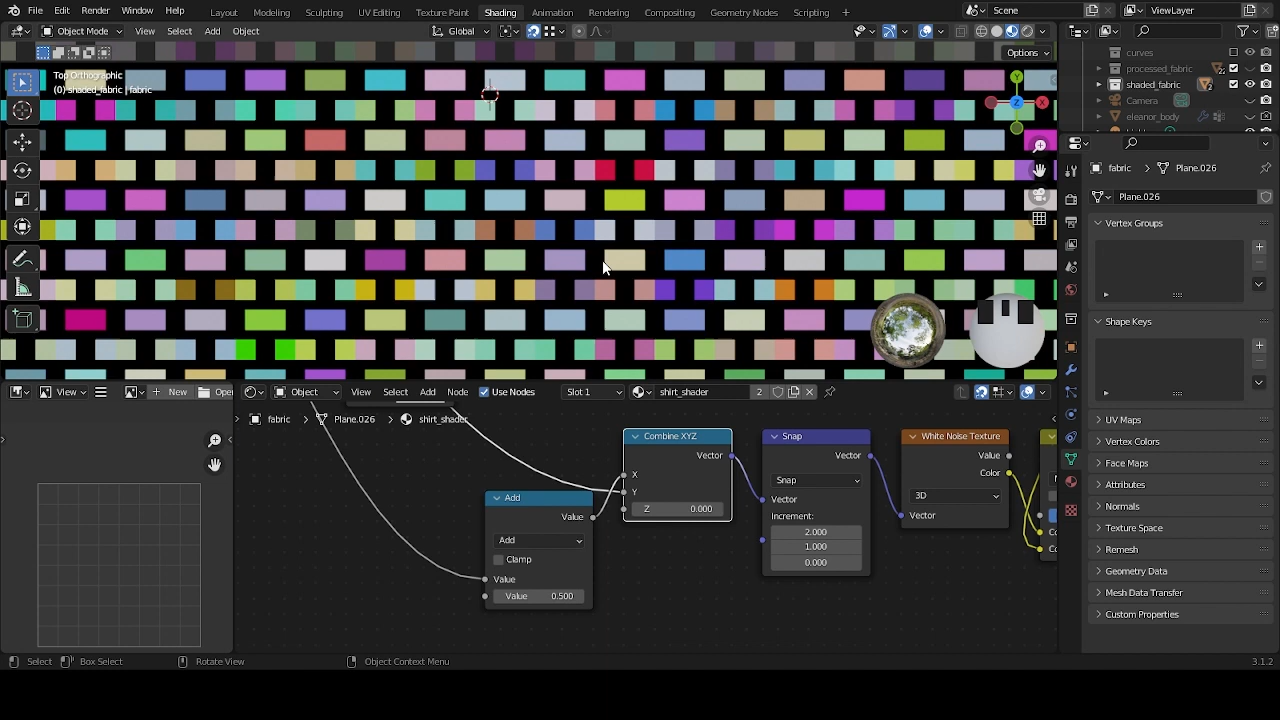 File Edit Render Window Help Layout Modeling Sculpting UV Editing Texture Paint Shading Animation Rendering Compositing Geometry Nodes Scripting + Scene ViewLayer
Object Mode View Select Add Object Global
Options
Top Orthographic
(0) shaded_fabric | fabric
Y
Z X
curves
processed_fabric
shaded_fabric 2
Camera
eleanor_body
fabric Plane.026
Plane.026
Vertex Groups
Shape Keys
UV Maps
Vertex Colors
Face Maps
Attributes
Normals
Texture Space
Remesh
Geometry Data
Mesh Data Transfer
Custom Properties
View + New Open
Object View Select Add Node Use Nodes Slot 1 shirt_shader 2
fabric Plane.026 shirt_shader
Add
Value
Add
Clamp
Value
Value 0.500
Combine XYZ
Vector
X
Y
Z 0.000
Snap
Vector
Snap
Vector
Increment:
2.000
1.000
0.000
White Noise Texture
Value
Color
3D
Vector
Select Box Select Rotate View Object Context Menu 3.1.2